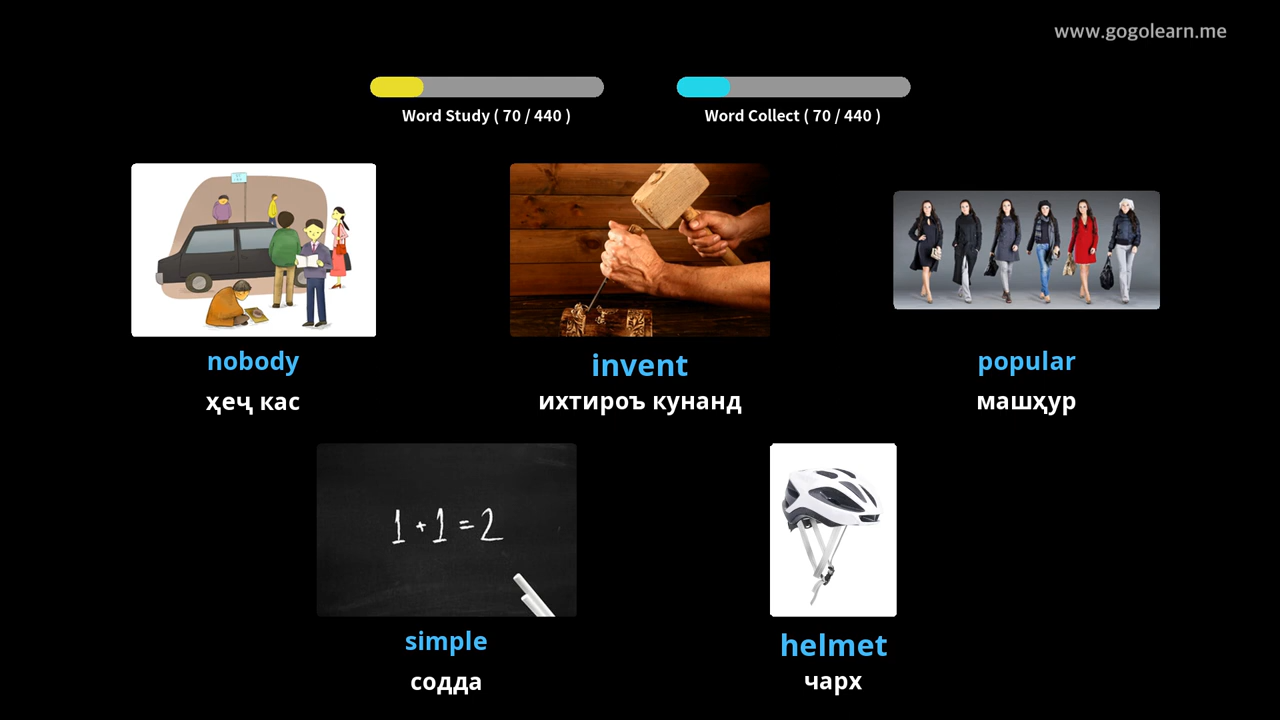 www.gogolearn.me
Word Study ( 70 / 440 )
Word Collect ( 70 / 440 )
nobody
ҳеҷ кас
invent
ихтироъ кунанд
popular
машҳур
1 + 1 = 2
simple
содда
helmet
чарх